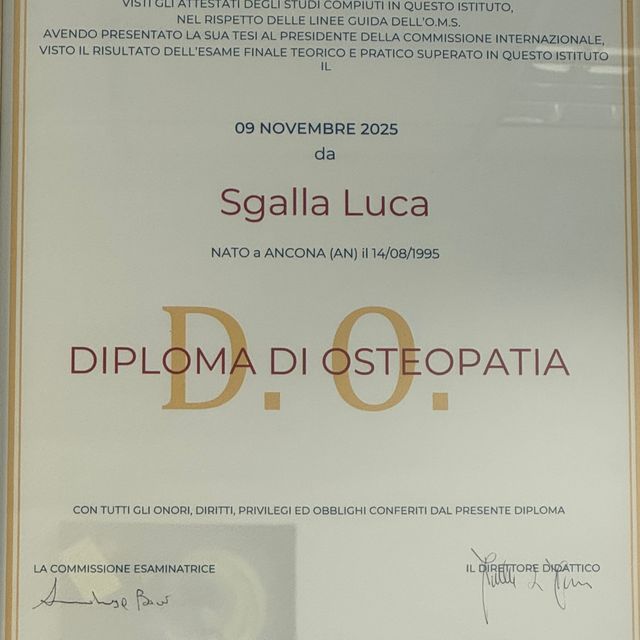 VISTI GLI ATTESTATI DEGLI STUDI COMPIUTI IN QUESTO ISTITUTO,
NEL RISPETTO DELLE LINEE GUIDA DELL'O.M.S.
AVENDO PRESENTATO LA SUA TESI AL PRESIDENTE DELLA COMMISSIONE INTERNAZIONALE,
VISTO IL RISULTATO DELL'ESAME FINALE TEORICO E PRATICO SUPERATO IN QUESTO ISTITUTO
IL
09 NOVEMBRE 2025
da
Sgalla Luca
NATO a ANCONA (AN) il 14/08/1995
D. O.
DIPLOMA DI OSTEOPATIA
CON TUTTI GLI ONORI, DIRITTI, PRIVILEGI ED OBBLIGHI CONFERITI DAL PRESENTE DIPLOMA
LA COMMISSIONE ESAMINATRICE
IL DIRETTORE DIDATTICO